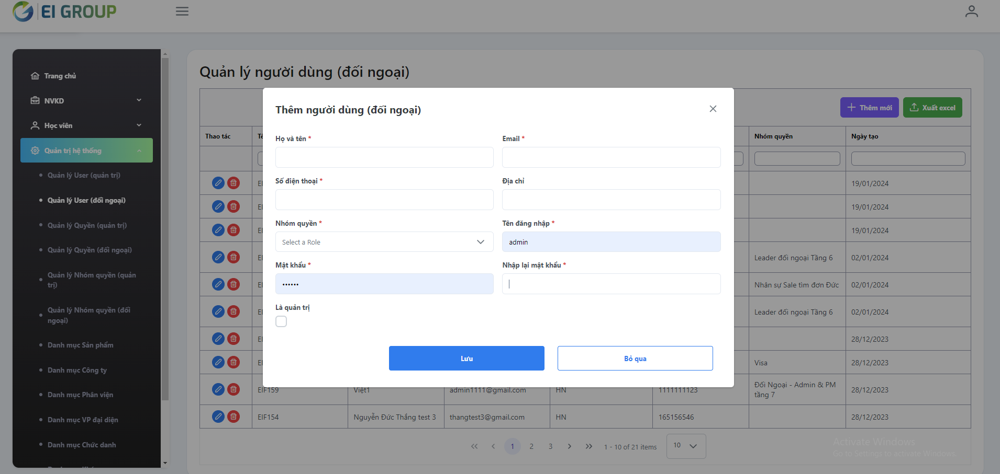 EI GROUP
Trang chủ
NVKD
Học viên
Quản trị hệ thống
Quản lý User (quản trị)
Quản lý User (đối ngoại)
Quản lý Quyền (quản trị)
Quản lý Quyền (đối ngoại)
Quản lý Nhóm quyền (quản
trị)
Quản lý Nhóm quyền (đối
ngoại)
Danh mục Sản phẩm
Danh mục Công ty
Danh mục Phân viện
Danh mục VP đại diện
Danh mục Chức danh
Quản lý người dùng (đối ngoại)
Thêm mới
Xuất excel
Thao tác
Nhóm quyền
Ngày tạo
19/01/2024
19/01/2024
19/01/2024
Leader đối ngoại Tầng 6
02/01/2024
Nhân sự Sale tìm đơn Đức
02/01/2024
Leader đối ngoại Tầng 6
02/01/2024
28/12/2023
Visa
28/12/2023
EIF159
Việt1
admin1111@gmail.com
HN
1111111123
Đối Ngoại - Admin & PM
tầng 7
28/12/2023
EIF154
Nguyễn Đức Thắng test 3
thangtest3@gmail.com
HN
165156546
28/12/2023
1
2
3
1 - 10 of 21 items
10
Thêm người dùng (đối ngoại)
Họ và tên *
Email *
Số điện thoại *
Địa chỉ
Nhóm quyền *
Select a Role
Tên đăng nhập *
admin
Mật khẩu *
••••••
Nhập lại mật khẩu *
Là quản trị
Lưu
Bỏ qua
Activate Windows
Go to Settings to activate Windows